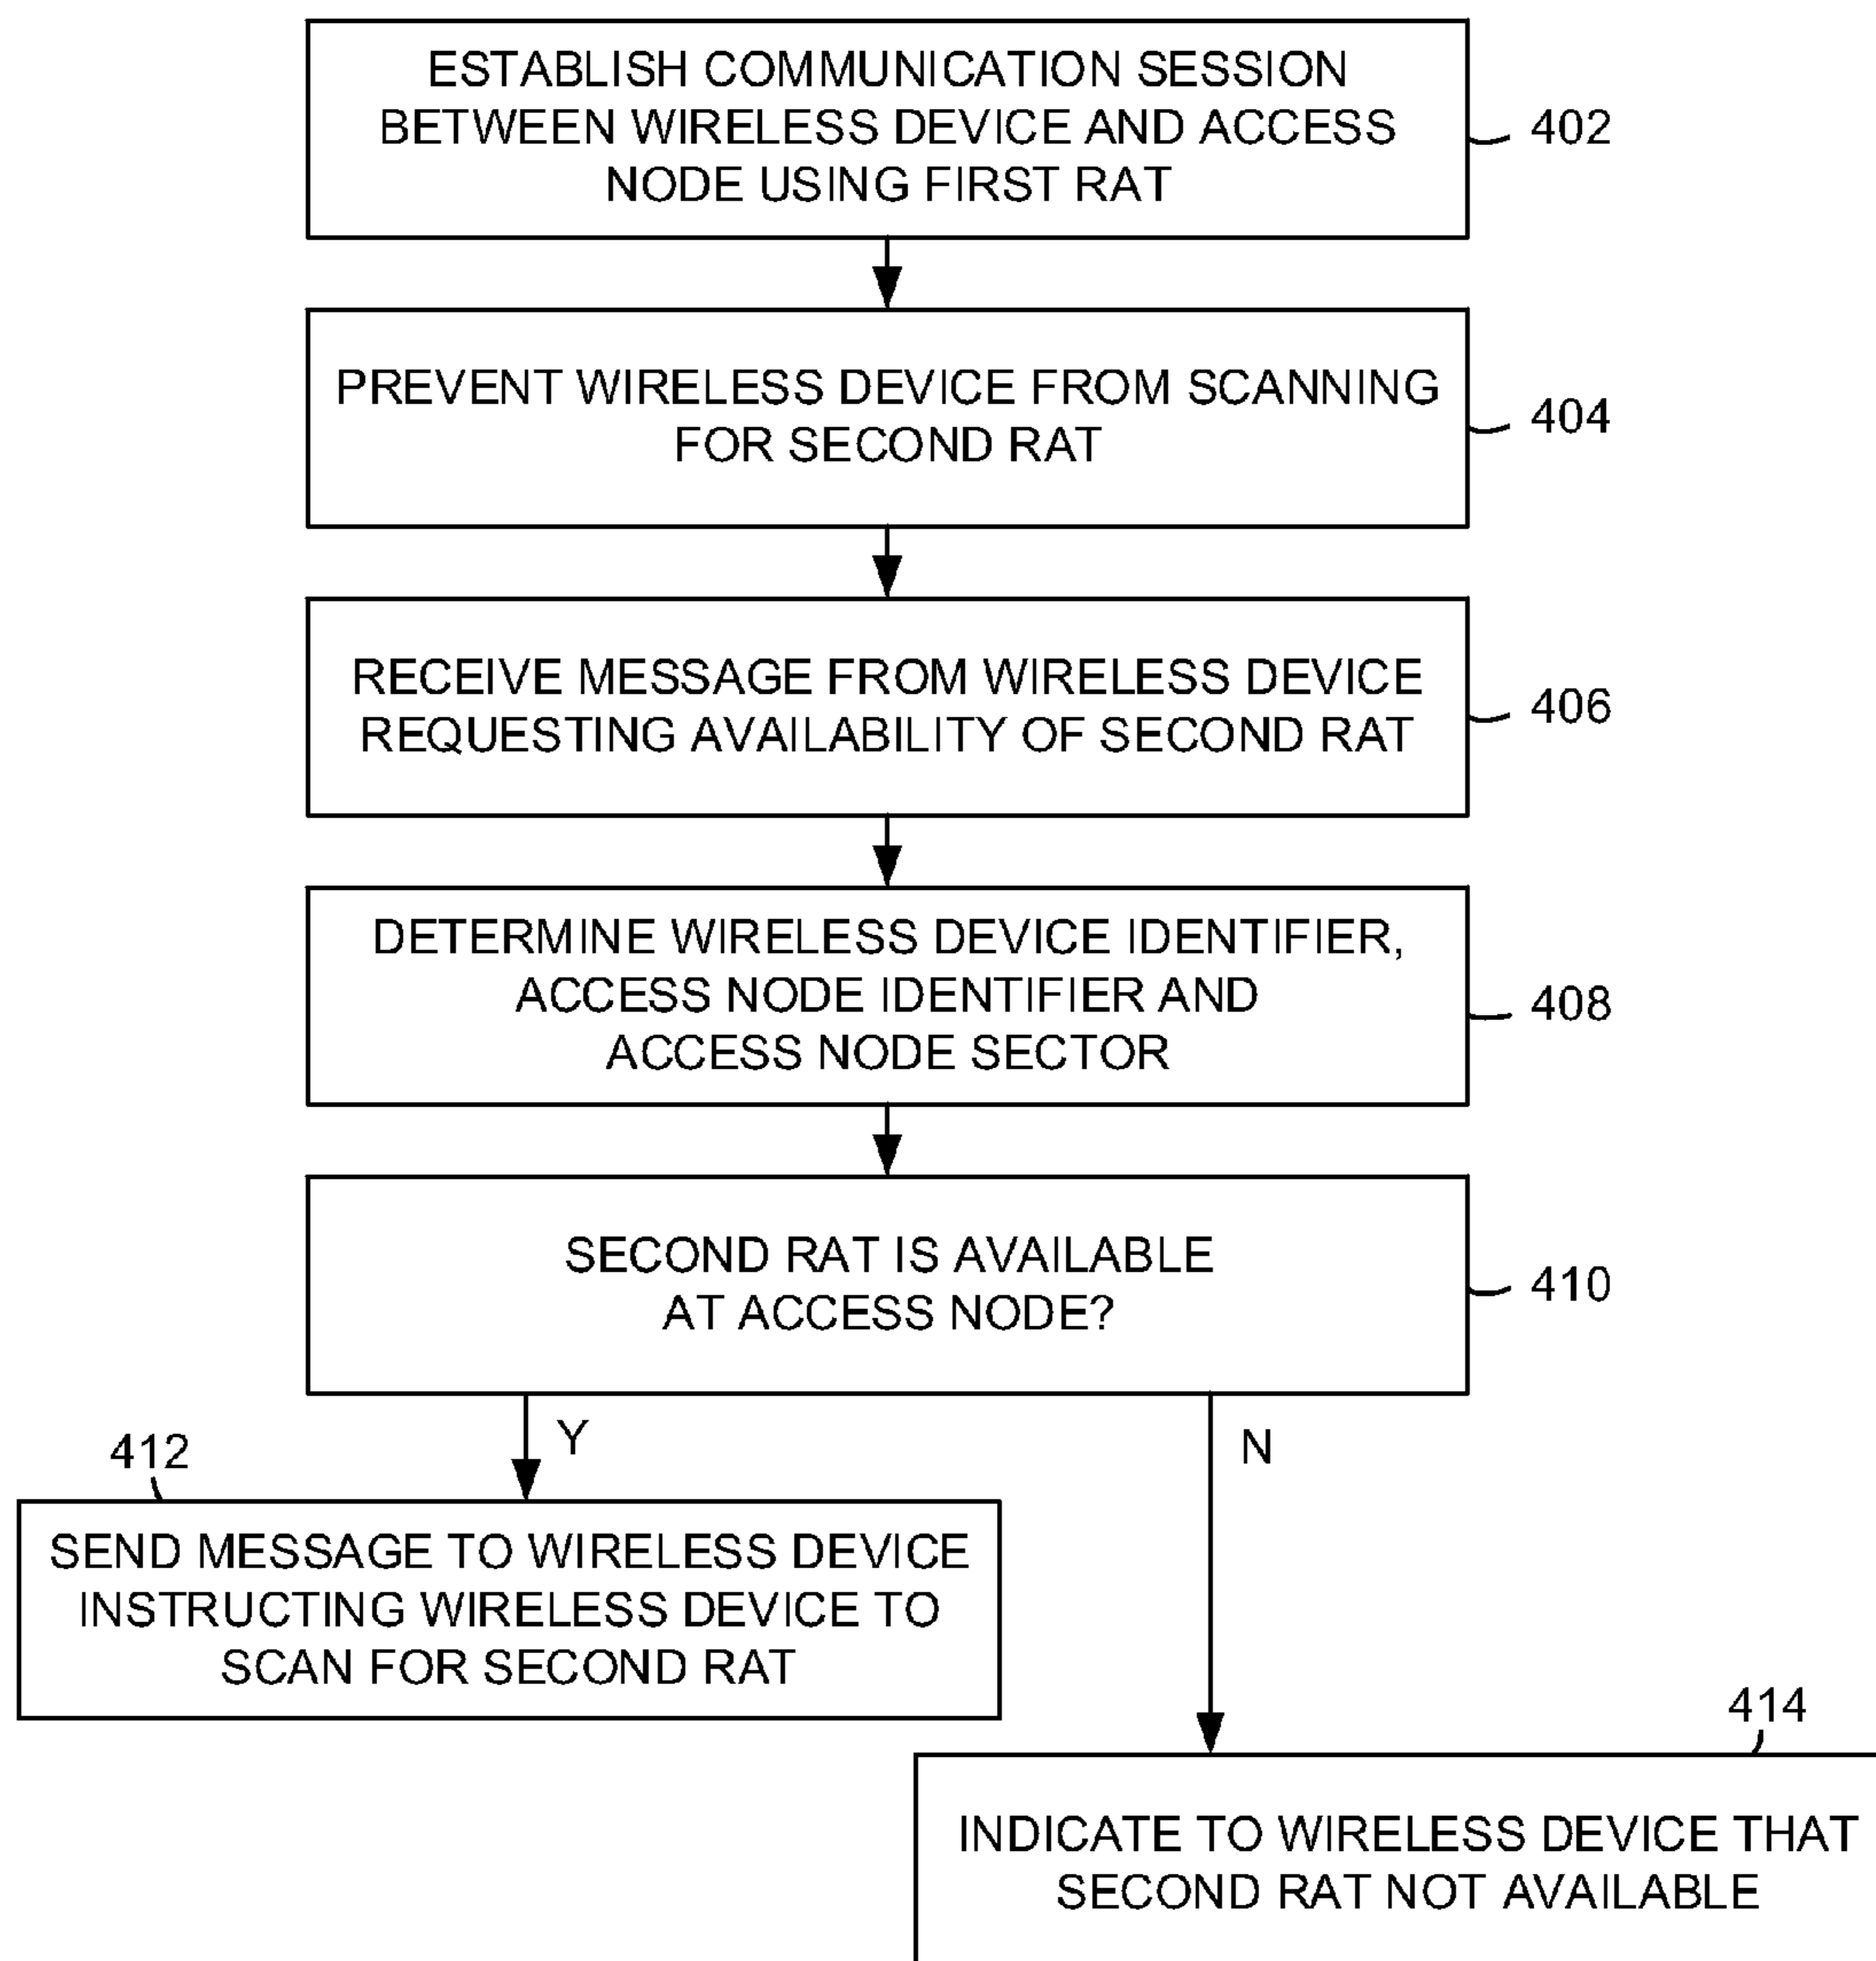 ESTABLISH COMMUNICATION SESSION
BETWEEN WIRELESS DEVICE AND ACCESS
NODE USING FIRST RAT
402
PREVENT WIRELESS DEVICE FROM SCANNING
FOR SECOND RAT
404
RECEIVE MESSAGE FROM WIRELESS DEVICE
REQUESTING AVAILABILITY OF SECOND RAT
406
DETERMINE WIRELESS DEVICE IDENTIFIER,
ACCESS NODE IDENTIFIER AND
ACCESS NODE SECTOR
408
SECOND RAT IS AVAILABLE
AT ACCESS NODE?
410
Y
N
412
SEND MESSAGE TO WIRELESS DEVICE
INSTRUCTING WIRELESS DEVICE TO
SCAN FOR SECOND RAT
414
INDICATE TO WIRELESS DEVICE THAT
SECOND RAT NOT AVAILABLE